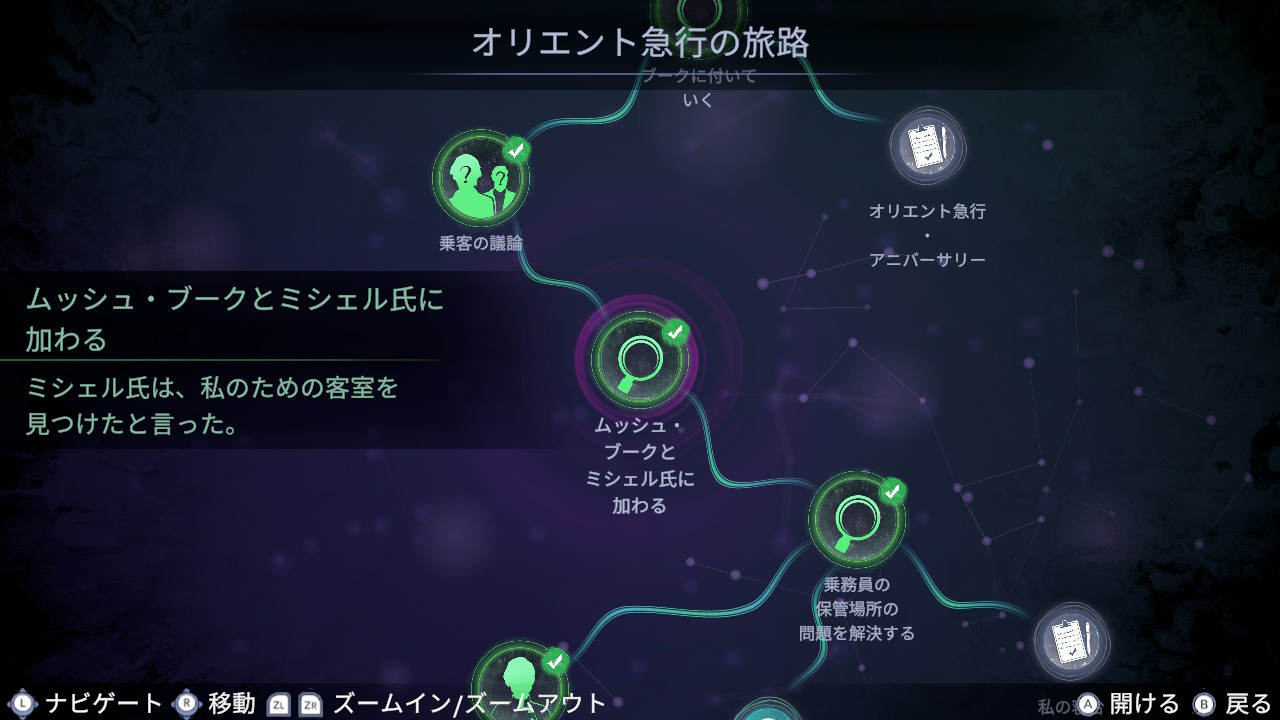 オリエント急行の旅路
ブークに付いて
いく
乗客の議論
オリエント急行
・
アニバーサリー
ムッシュ・ブークとミシェル氏に
加わる
ミシェル氏は、私のための客室を
見つけたと言った。
ムッシュ・
ブークと
ミシェル氏に
加わる
乗務員の
保管場所の
問題を解決する
L ナビゲート R 移動 ZL ZR ズームイン/ズームアウト
私の
A 開ける B 戻る